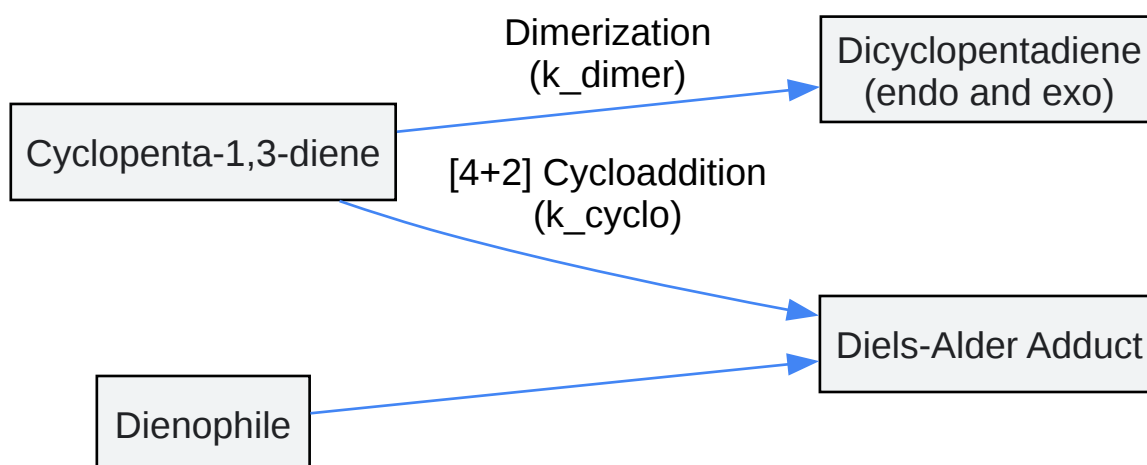 Dimerization
(k_dimer)
Dicyclopentadiene
(endo and exo)
Cyclopenta-1,3-diene
[4+2] Cycloaddition
(k_cyclo)
Diels-Alder Adduct
Dienophile